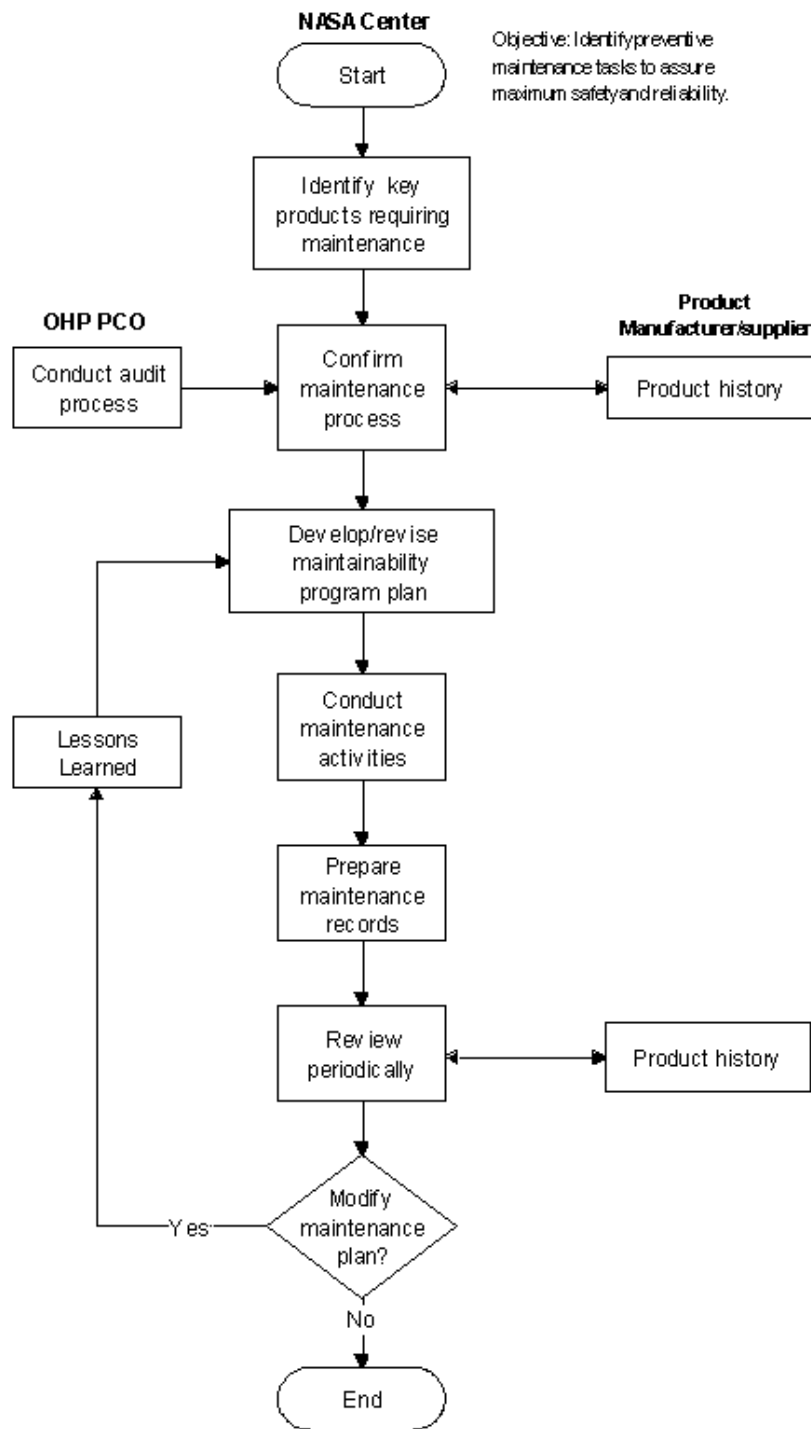 NASA Center
Objective: Identify preventive
maintenance tasks to assure
maximum safety and reliability.
Start
Identify key
products requiring
maintenance
OHP PCO
Product
Manufacturer/supplier
Conduct audit
process
Confirm
maintenance
process
Product history
Develop/revise
maintainability
program plan
Conduct
maintenance
activities
Lessons
Learned
Prepare
maintenance
records
Review
periodically
Product history
Modify
maintenance
plan?
Yes
No
End